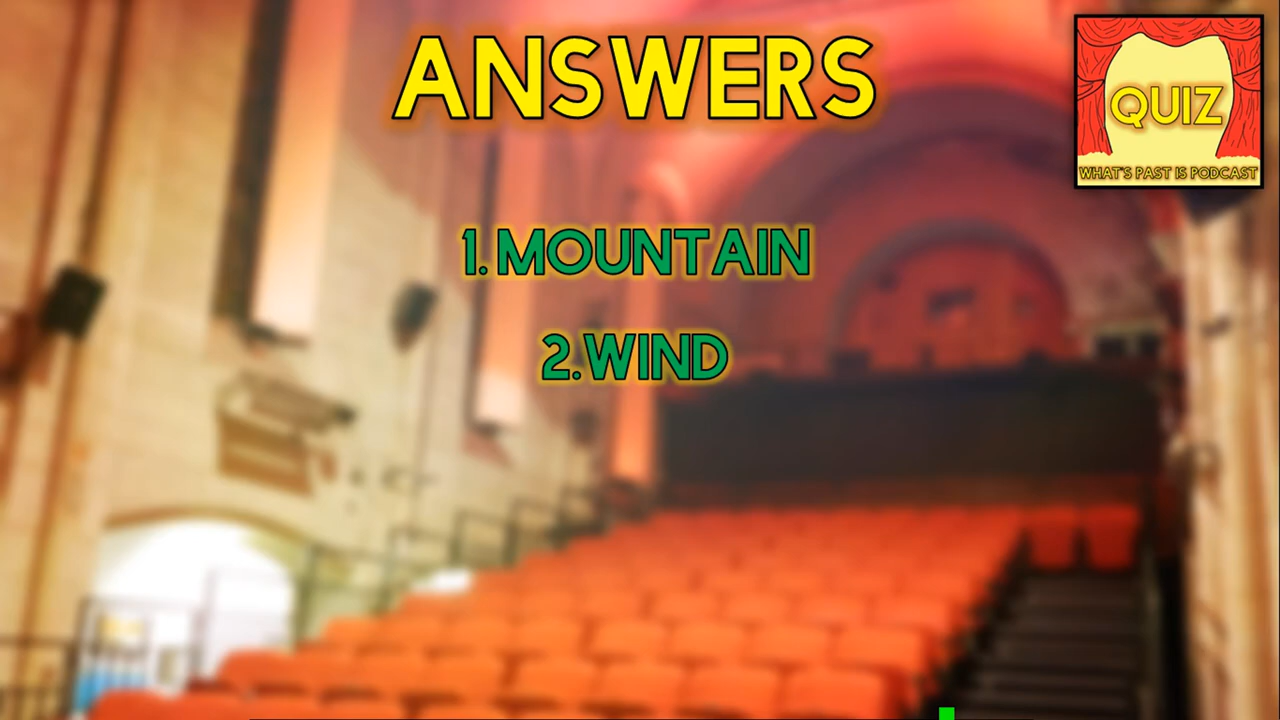 ANSWERS
QUIZ
WHAT'S PAST IS PODCAST
1. MOUNTAIN
2. WIND